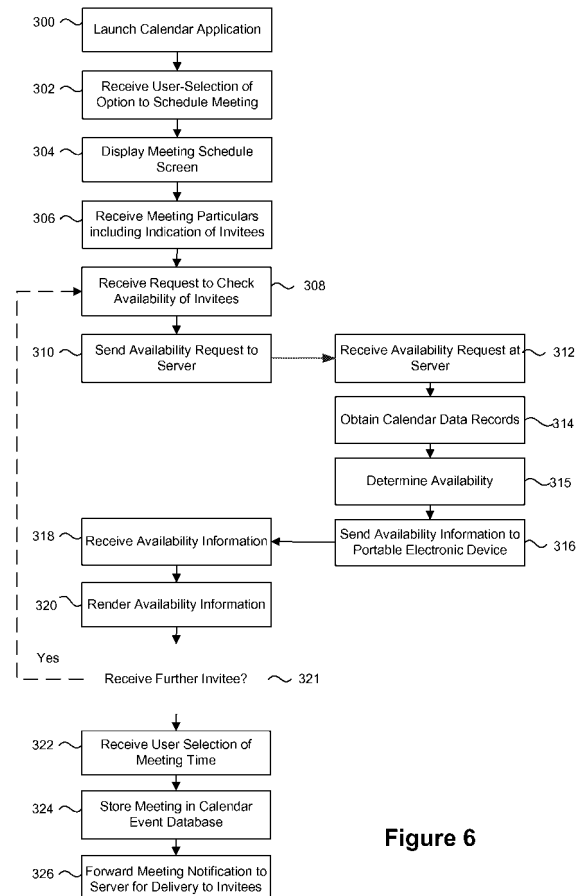 300
Launch Calendar Application
302
Receive User-Selection of
Option to Schedule Meeting
304
Display Meeting Schedule
Screen
306
Receive Meeting Particulars
including Indication of Invitees
Receive Request to Check
Availability of Invitees
308
310
Send Availability Request to
Server
Receive Availability Request at
Server
312
Obtain Calendar Data Records
314
Determine Availability
315
318
Receive Availability Information
Send Availability Information to
Portable Electronic Device
316
320
Render Availability Information
Yes
Receive Further Invitee?
321
322
Receive User Selection of
Meeting Time
324
Store Meeting in Calendar
Event Database
326
Forward Meeting Notification to
Server for Delivery to Invitees
Figure 6